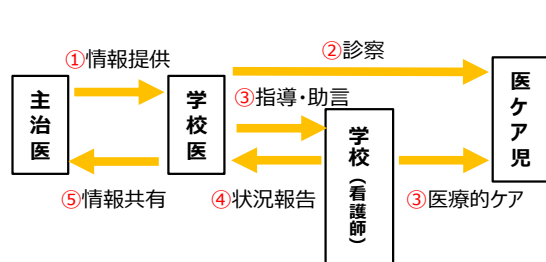 ①情報提供
②診察
主治医
学校医
③指導・助言
医ケア児
学校(看護師)
⑤情報共有
④状況報告
③医療的ケア